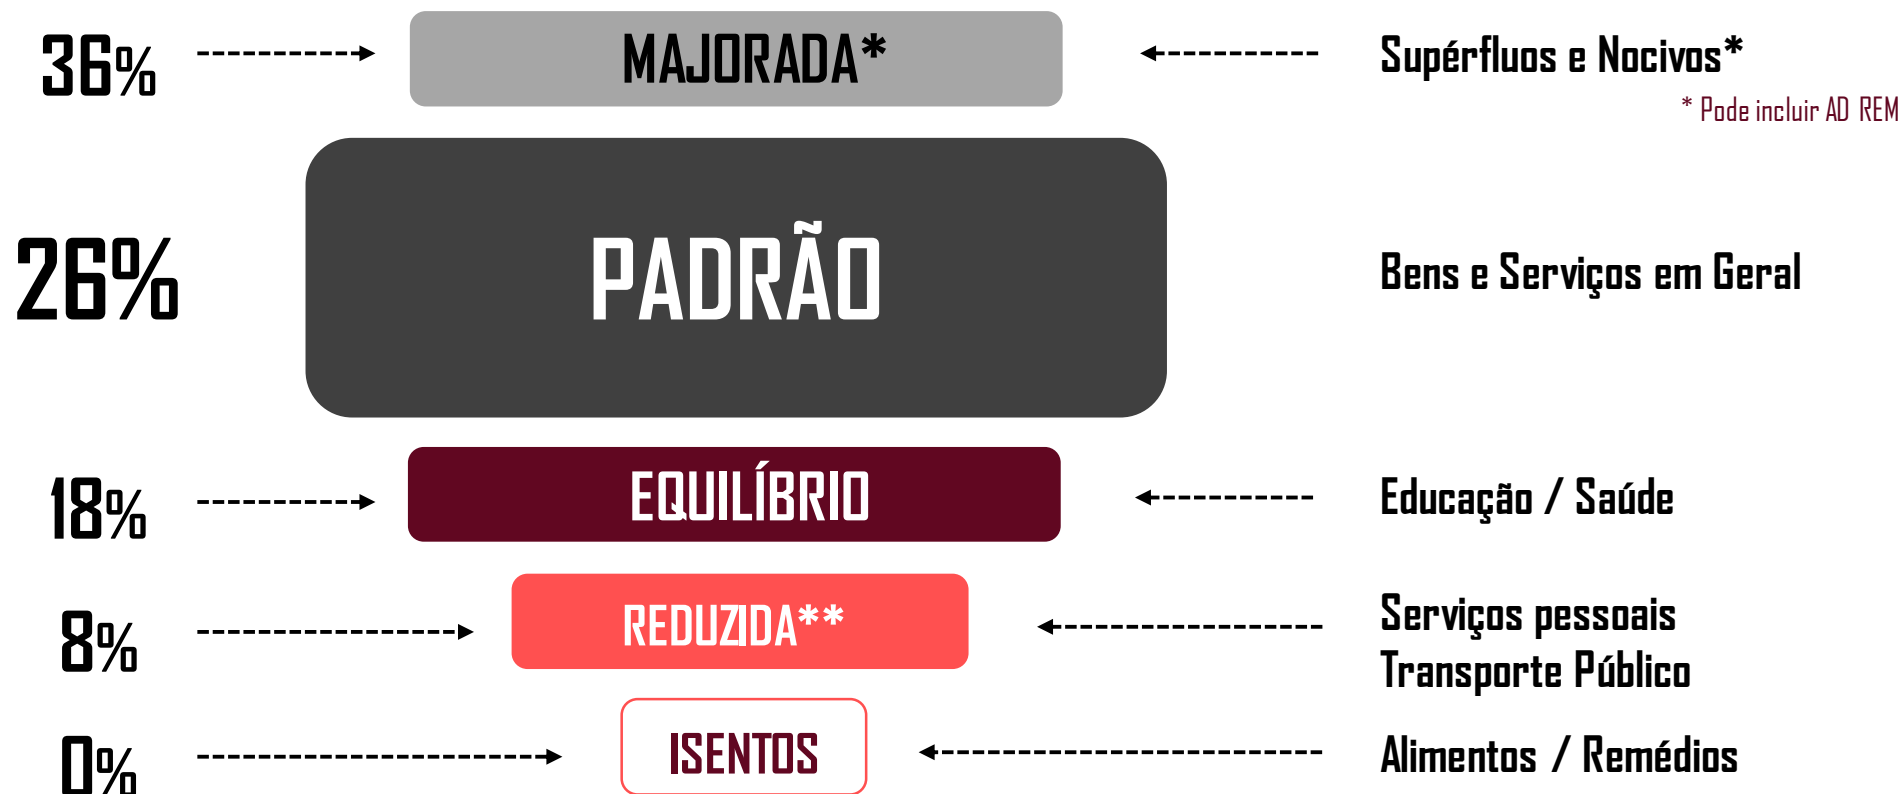 36% MAJORADA* Supérfluos e Nocivos*
* Pode incluir AD REM
26% PADRÃO Bens e Serviços em Geral
18% EQUILÍBRIO Educação / Saúde
8% REDUZIDA** Serviços pessoais
Transporte Público
0% ISENTOS Alimentos / Remédios